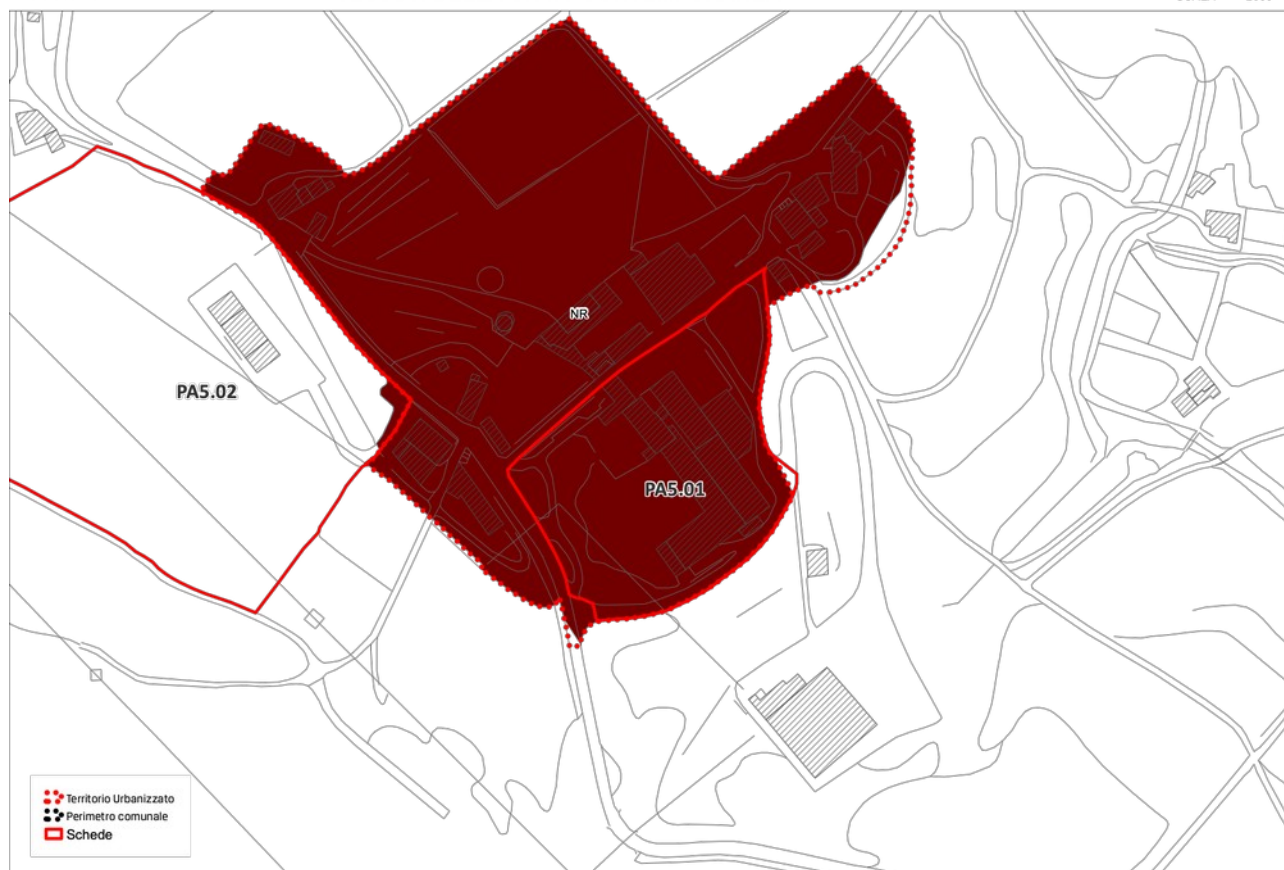 NR
PA5.02
PA5.01
Territorio Urbanizzato
Perimetro comunale
Schede